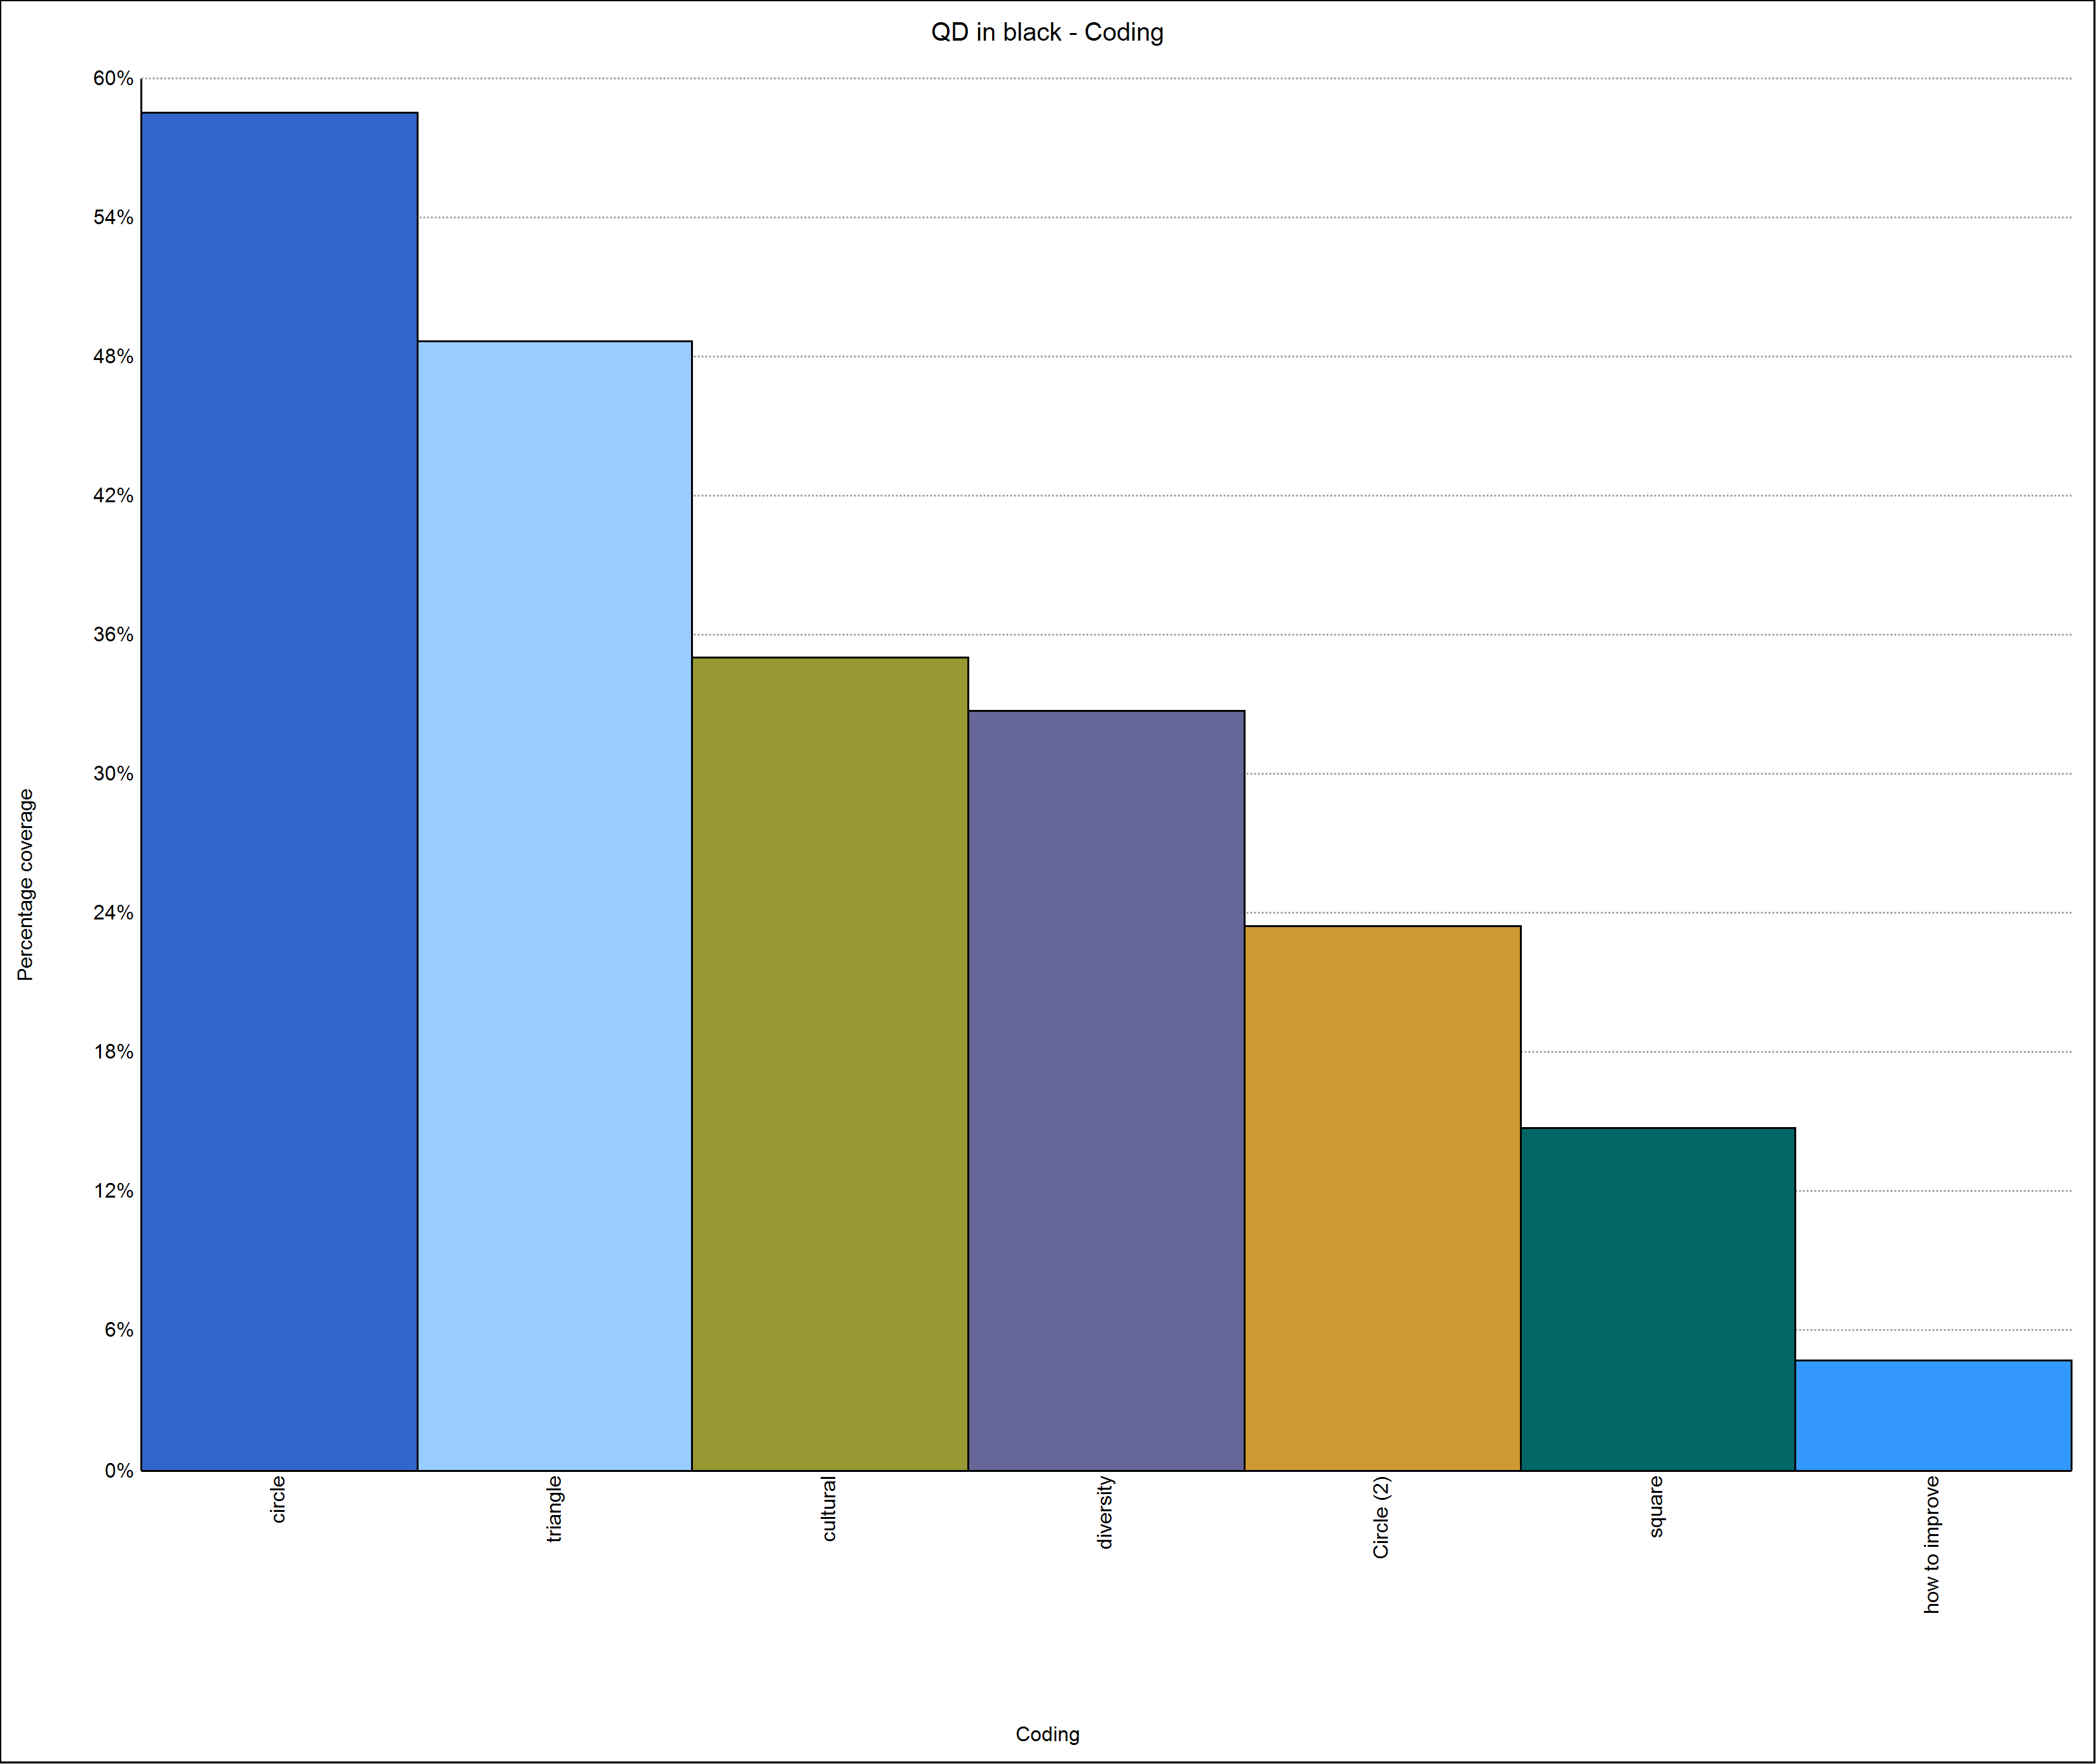 QD in black - Coding
60%
54%
48%
42%
36%
30%
24%
18%
12%
6%
0%
Percentage coverage
circle
triangle
cultural
diversity
Circle (2)
square
how to improve
Coding